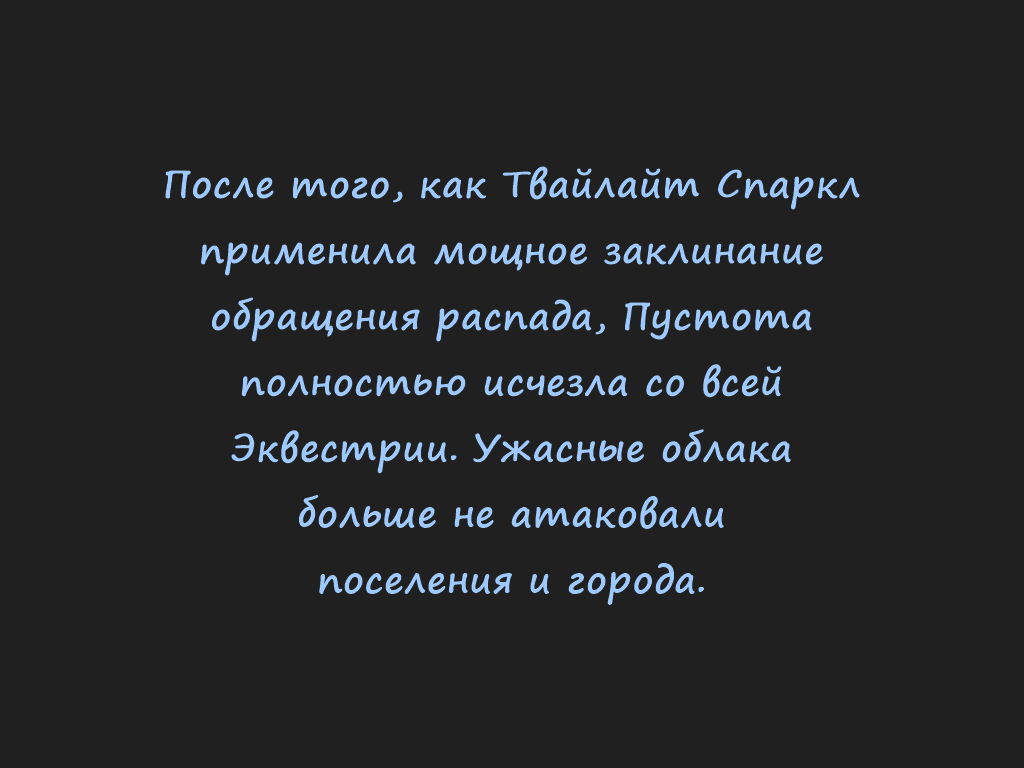 После того, как Твайлайт Спаркл
применила мощное заклинание
обращения распада, Пустота
полностью исчезла со всей
Эквестрии. Ужасные облака
больше не атаковали
поселения и города.